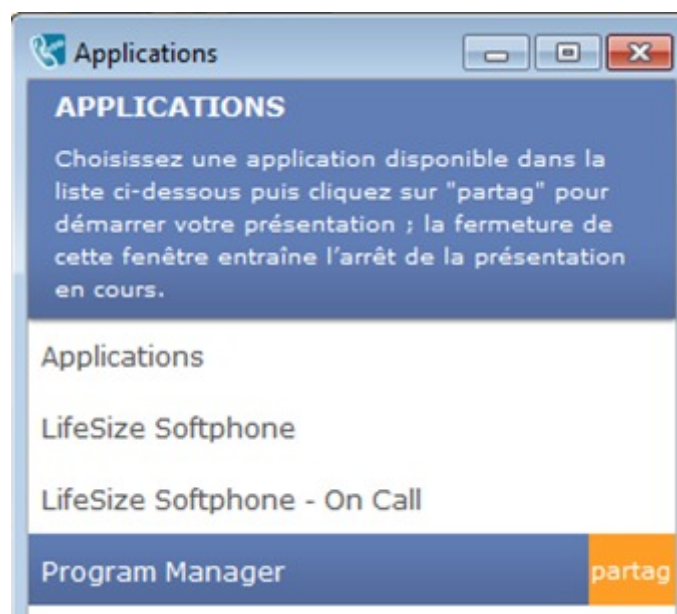 Applications
APPLICATIONS
Choisissez une application disponible dans la
liste ci-dessous puis cliquez sur "partag" pour
démarrer votre présentation ; la fermeture de
cette fenêtre entraîne l’arrêt de la présentation
en cours.
Applications
LifeSize Softphone
LifeSize Softphone - On Call
Program Manager partag